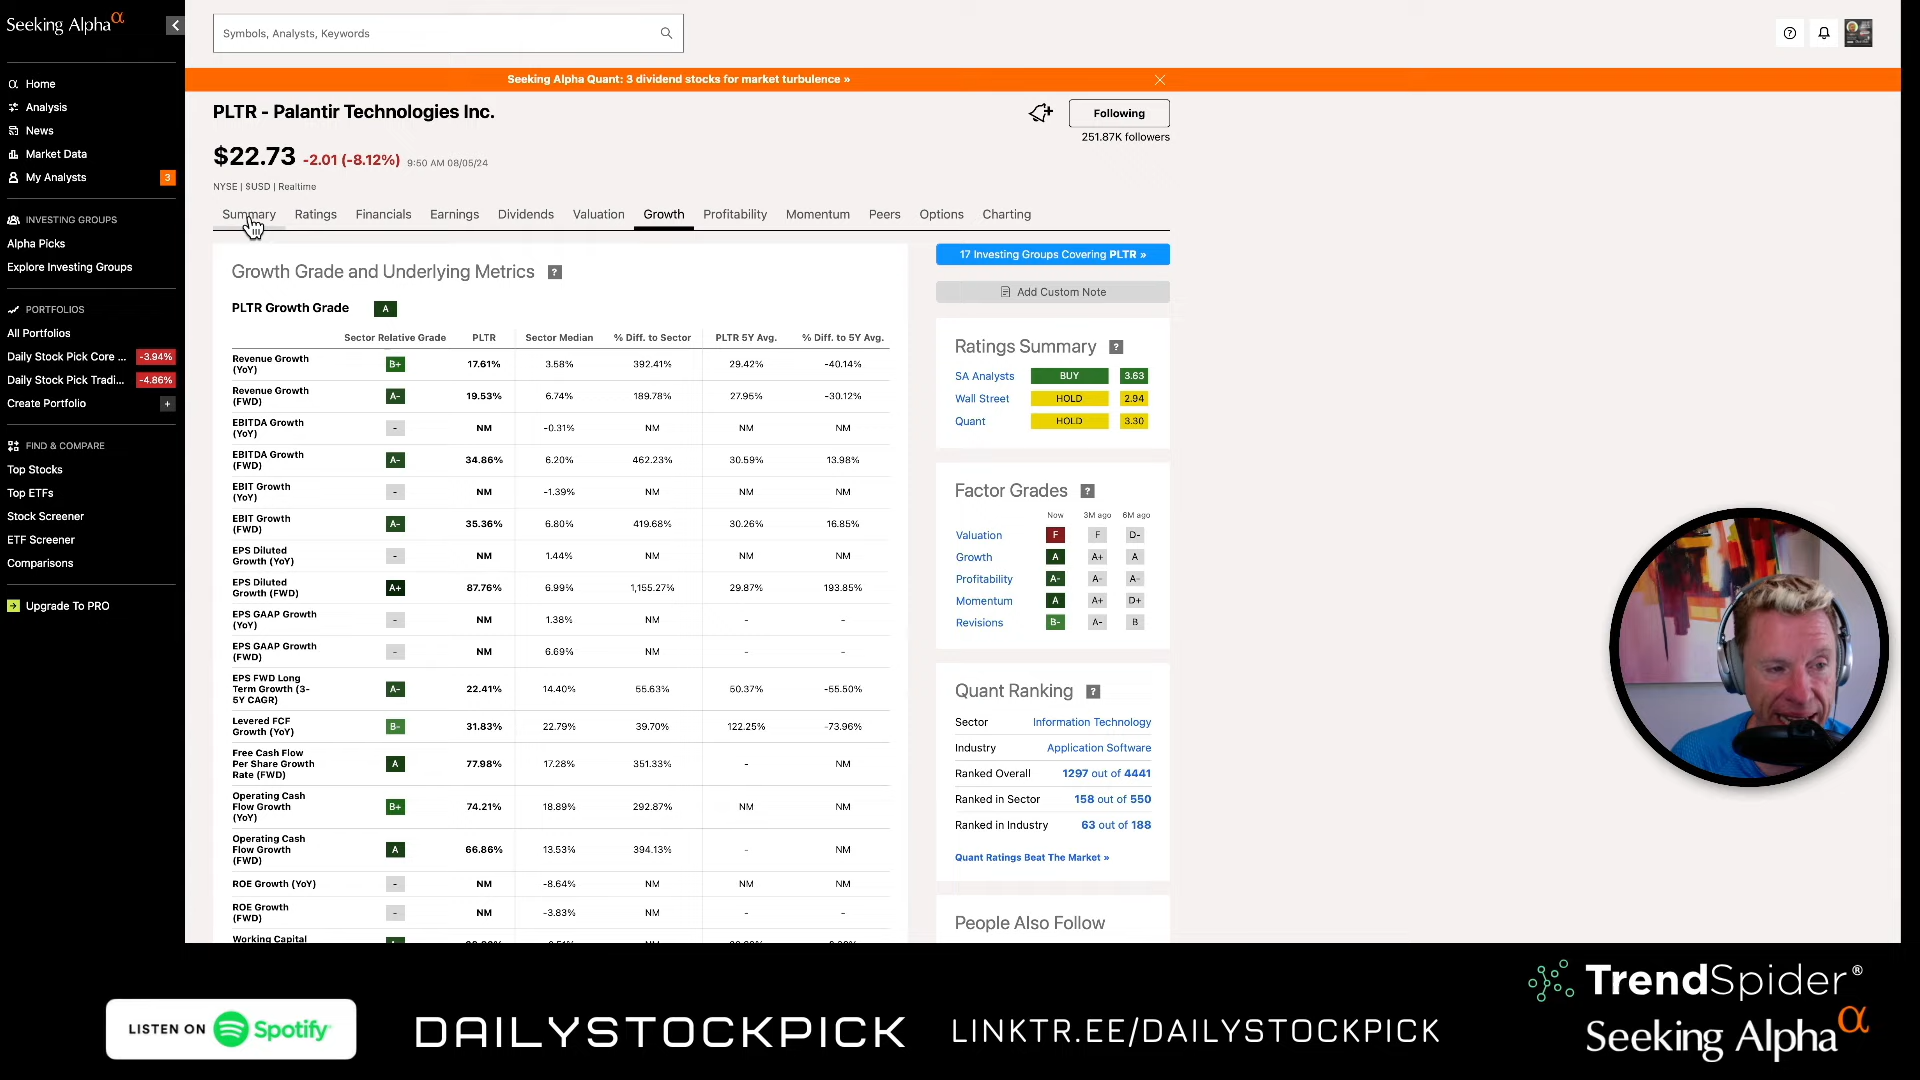 Seeking Alpha α
Symbols, Analysts, Keywords
Seeking Alpha Quant: 3 dividend stocks for market turbulence »
Home
Analysis
News
Market Data
My Analysts 3
INVESTING GROUPS
Alpha Picks
Explore Investing Groups
PORTFOLIOS
All Portfolios
Daily Stock Pick Core ... -3.94%
Daily Stock Pick Tradi... -4.86%
Create Portfolio +
FIND & COMPARE
Top Stocks
Top ETFs
Stock Screener
ETF Screener
Comparisons
Upgrade To PRO
PLTR - Palantir Technologies Inc.
Following
251.87K followers
$22.73 -2.01 (-8.12%) 9:50 AM 08/05/24
NYSE | $USD | Realtime
Summary Ratings Financials Earnings Dividends Valuation Growth Profitability Momentum Peers Options Charting
Growth Grade and Underlying Metrics ?
PLTR Growth Grade A
Sector Relative Grade PLTR Sector Median % Diff. to Sector PLTR 5Y Avg. % Diff. to 5Y Avg.
Revenue Growth
(YoY) B+ 17.61% 3.58% 392.41% 29.42% -40.14%
Revenue Growth
(FWD) A- 19.53% 6.74% 189.78% 27.95% -30.12%
EBITDA Growth
(YoY) - NM -0.31% NM NM NM
EBITDA Growth
(FWD) A- 34.86% 6.20% 462.23% 30.59% 13.98%
EBIT Growth
(YoY) - NM -1.39% NM NM NM
EBIT Growth
(FWD) A- 35.36% 6.80% 419.68% 30.26% 16.85%
EPS Diluted
Growth (YoY) - NM 1.44% NM NM NM
EPS Diluted
Growth (FWD) A+ 87.76% 6.99% 1,155.27% 29.87% 193.85%
EPS GAAP Growth
(YoY) - NM 1.38% NM - -
EPS GAAP Growth
(FWD) - NM 6.69% NM - -
EPS FWD Long
Term Growth (3-
5Y CAGR) A- 22.41% 14.40% 55.63% 50.37% -55.50%
Levered FCF
Growth (YoY) B- 31.83% 22.79% 39.70% 122.25% -73.96%
Free Cash Flow
Per Share Growth
Rate (FWD) A 77.98% 17.28% 351.33% - NM
Operating Cash
Flow Growth
(YoY) B+ 74.21% 18.89% 292.87% NM NM
Operating Cash
Flow Growth
(FWD) A 66.86% 13.53% 394.13% - NM
ROE Growth (YoY) - NM -8.64% NM NM NM
ROE Growth
(FWD) - NM -3.83% NM - -
Working Capital
17 Investing Groups Covering PLTR »
Add Custom Note
Ratings Summary ?
SA Analysts BUY 3.63
Wall Street HOLD 2.94
Quant HOLD 3.30
Factor Grades ?
Now 3M ago 6M ago
Valuation F F D-
Growth A A+ A
Profitability A- A- A-
Momentum A A+ D+
Revisions B- A- B
Quant Ranking ?
Sector Information Technology
Industry Application Software
Ranked Overall 1297 out of 4441
Ranked in Sector 158 out of 550
Ranked in Industry 63 out of 188
Quant Ratings Beat The Market »
People Also Follow
LISTEN ON Spotify
DAILYSTOCKPICK
LINKTR.EE/DAILYSTOCKPICK
TrendSpider®
Seeking Alpha α